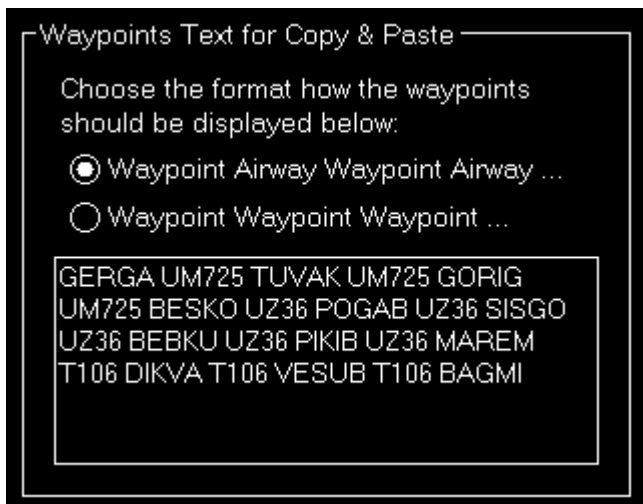 Waypoints Text for Copy & Paste
Choose the format how the waypoints
should be displayed below:
Waypoint Airway Waypoint Airway ...
Waypoint Waypoint Waypoint ...
GERGA UM725 TUVAK UM725 GORIG
UM725 BESKO UZ36 POGAB UZ36 SISGO
UZ36 BEBKU UZ36 PIKIB UZ36 MAREM
T106 DIKVA T106 VESUB T106 BAGMI